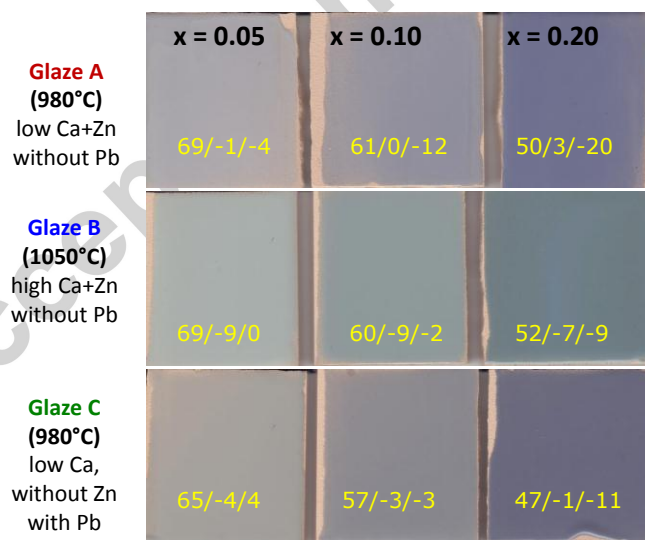 x = 0.05 x = 0.10 x = 0.20
Glaze A
(980°C)
low Ca+Zn
without Pb
69/-1/-4 61/0/-12 50/3/-20
Glaze B
(1050°C)
high Ca+Zn
without Pb
69/-9/0 60/-9/-2 52/-7/-9
Glaze C
(980°C)
low Ca,
without Zn
with Pb
65/-4/4 57/-3/-3 47/-1/-11